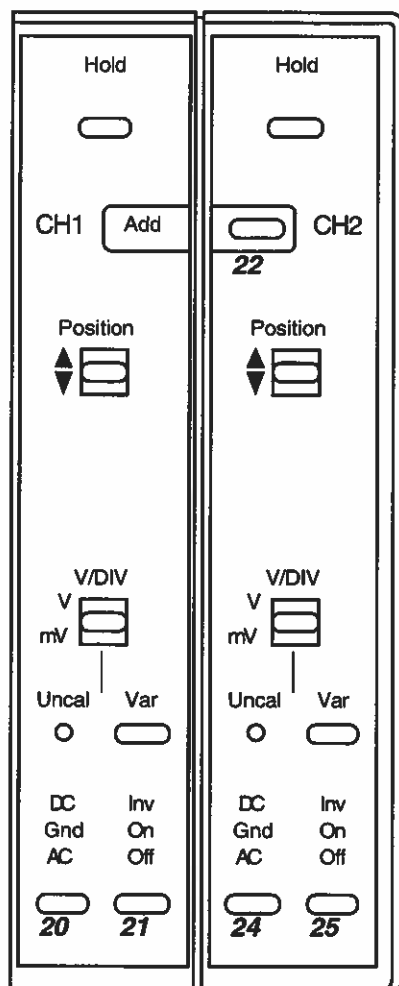 Hold Hold
CH1 Add CH2
22
Position Position
V/DIV V/DIV
V V
mV mV
Uncal Var Uncal Var
DC Inv DC Inv
Gnd On Gnd On
AC Off AC Off
20 21 24 25